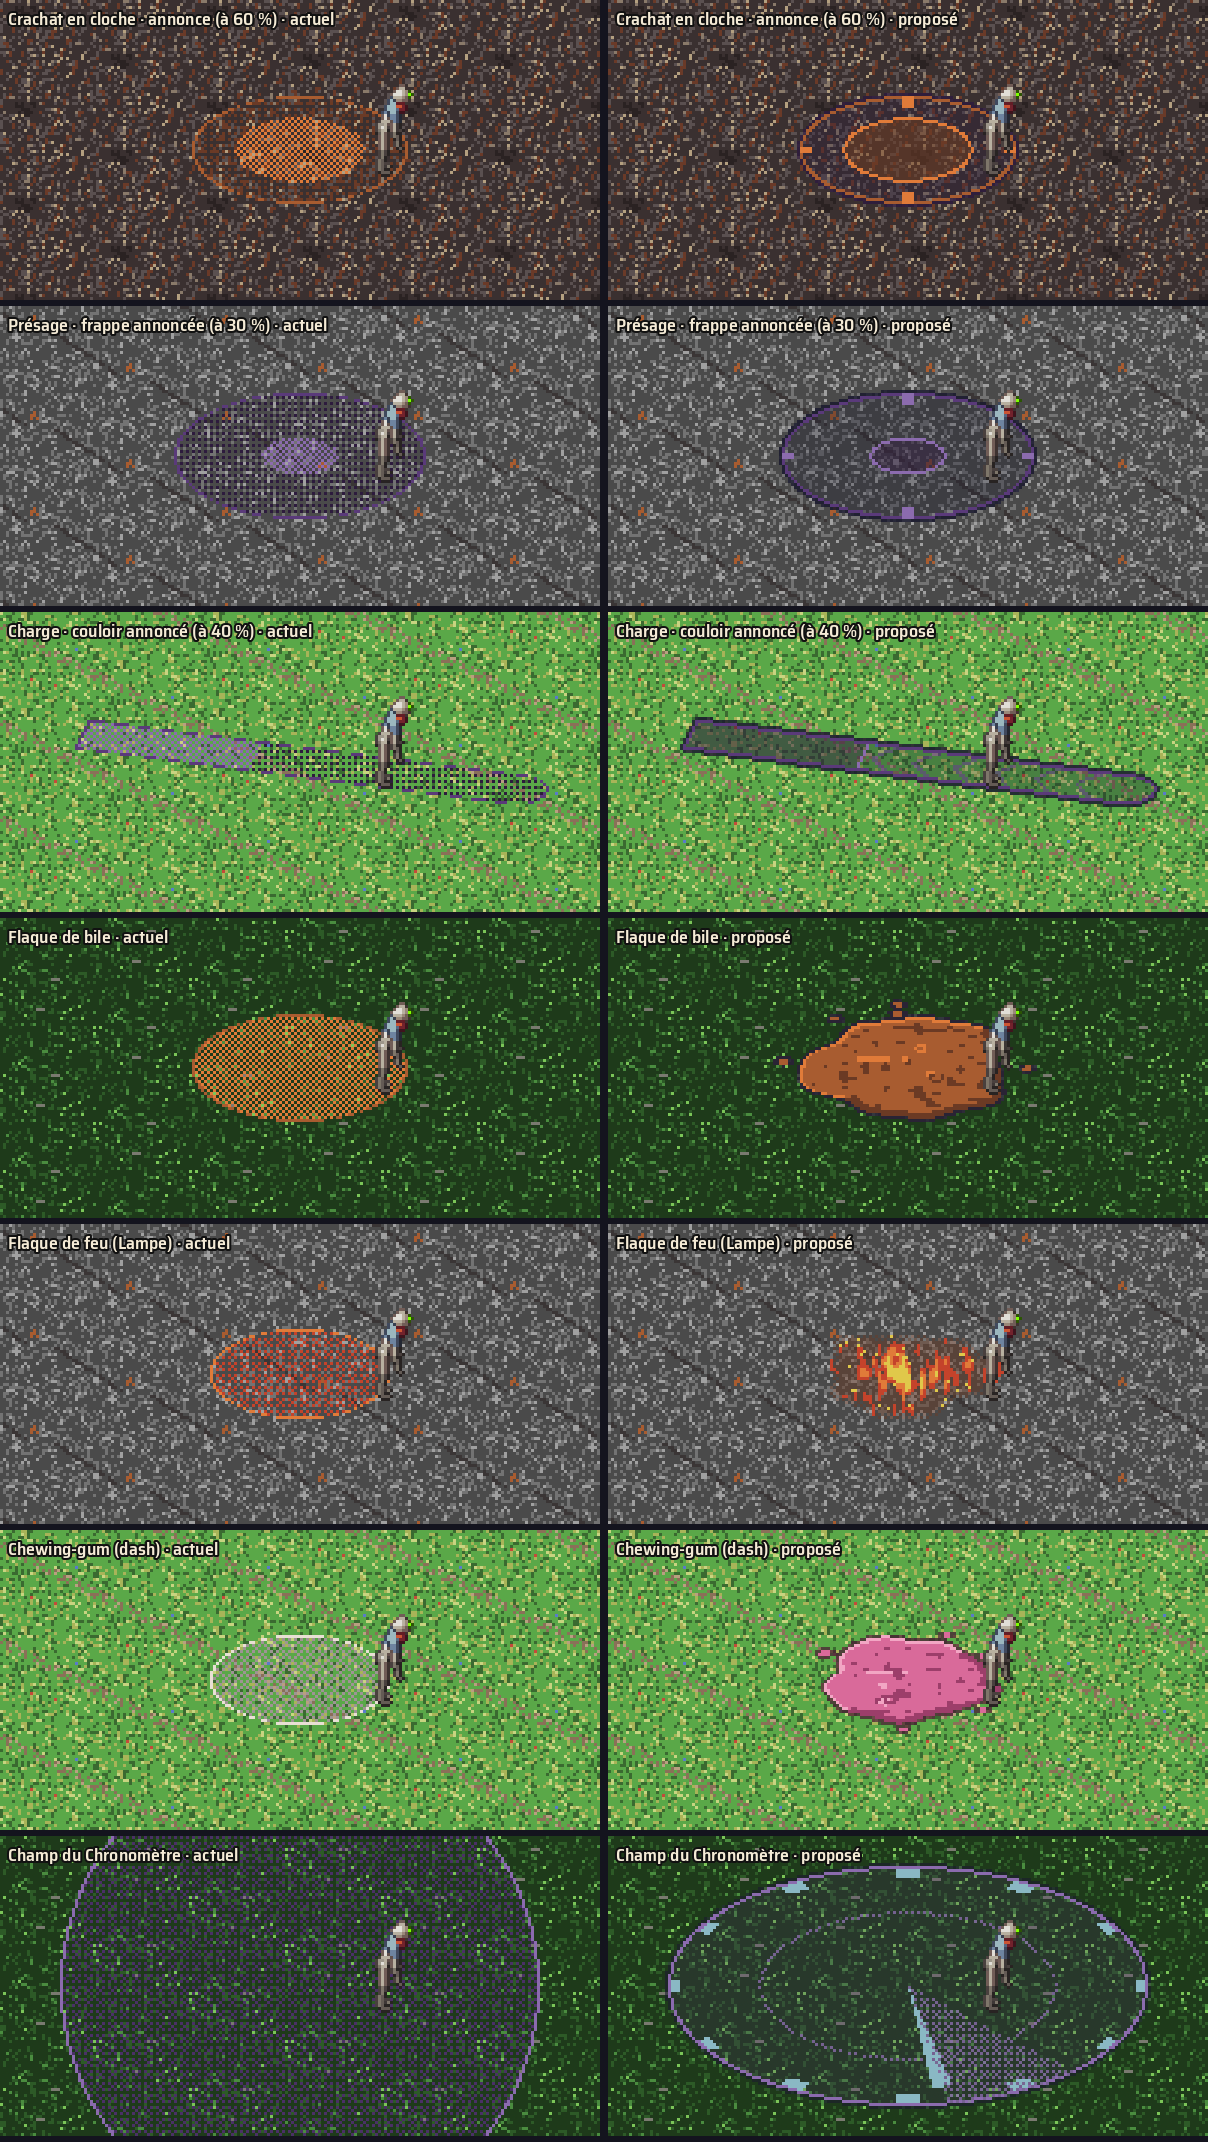 Crachat en cloche · annonce (à 60 %) · actuel
Crachat en cloche · annonce (à 60 %) · proposé
Présage · frappe annoncée (à 30 %) · actuel
Présage · frappe annoncée (à 30 %) · proposé
Charge · couloir annoncé (à 40 %) · actuel
Charge · couloir annoncé (à 40 %) · proposé
Flaque de bile · actuel
Flaque de bile · proposé
Flaque de feu (Lampe) · actuel
Flaque de feu (Lampe) · proposé
Chewing-gum (dash) · actuel
Chewing-gum (dash) · proposé
Champ du Chronomètre · actuel
Champ du Chronomètre · proposé